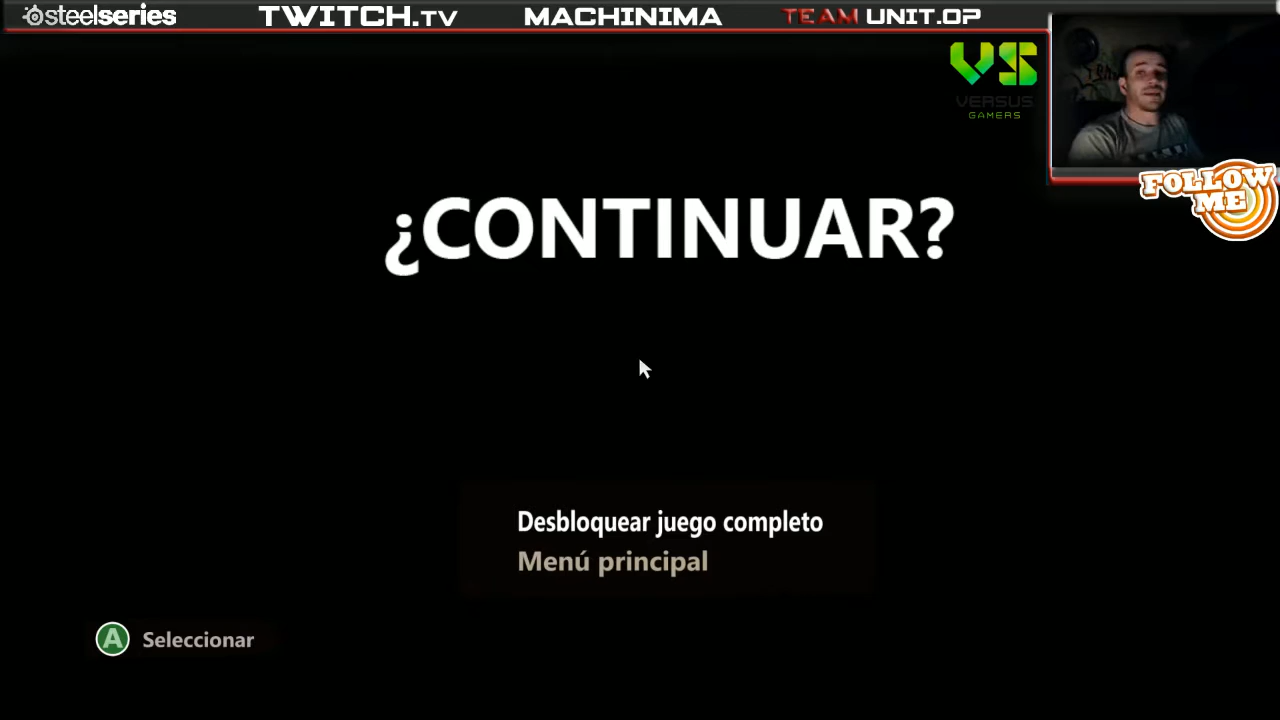 steelseries
TWITCH.TV
MACHINIMA
TEAM UNIT.OP
VS
VERSUS
GAMERS
FOLLOW
ME
¿CONTINUAR?
Desbloquear juego completo
Menú principal
A Seleccionar